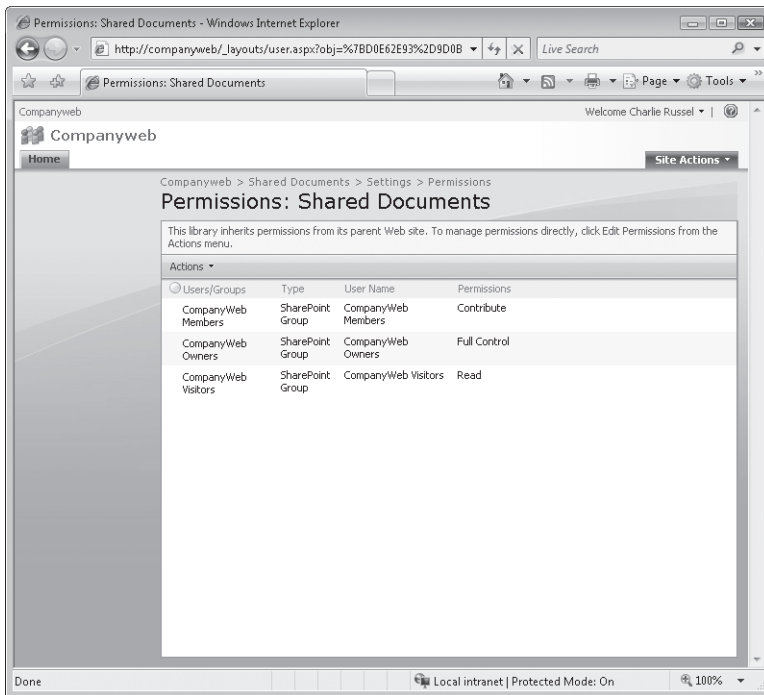 Permissions: Shared Documents - Windows Internet Explorer
http://companyweb/_layouts/user.aspx?obj=%7BD0E62E93%2D9D0B
Live Search
Permissions: Shared Documents
Page
Tools
Companyweb
Welcome Charlie Russel
Companyweb
Home
Site Actions
Companyweb > Shared Documents > Settings > Permissions
Permissions: Shared Documents
This library inherits permissions from its parent Web site. To manage permissions directly, click Edit Permissions from the
Actions menu.
Actions
Users/Groups Type User Name Permissions
CompanyWeb Members SharePoint Group CompanyWeb Members Contribute
CompanyWeb Owners SharePoint Group CompanyWeb Owners Full Control
CompanyWeb Visitors SharePoint Group CompanyWeb Visitors Read
Done
Local intranet | Protected Mode: On
100%